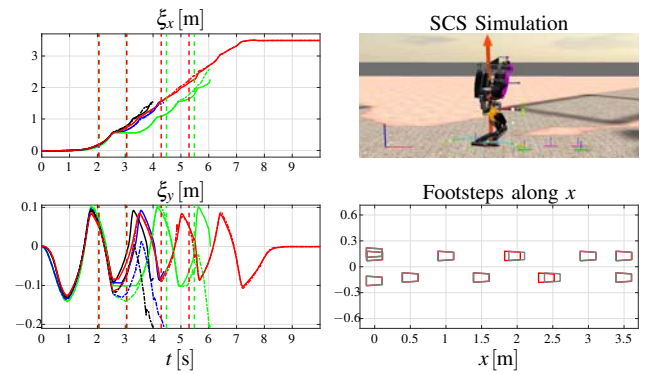 ξx [m]
3
2
1
0
0 1 2 3 4 5 6 7 8 9
SCS Simulation
ξy [m]
0.1
0
−0.1
−0.2
0 1 2 3 4 5 6 7 8 9
t [s]
Footsteps along x
0.6
0.3
0
−0.3
−0.6
0 0.5 1 1.5 2 2.5 3 3.5
x [m]